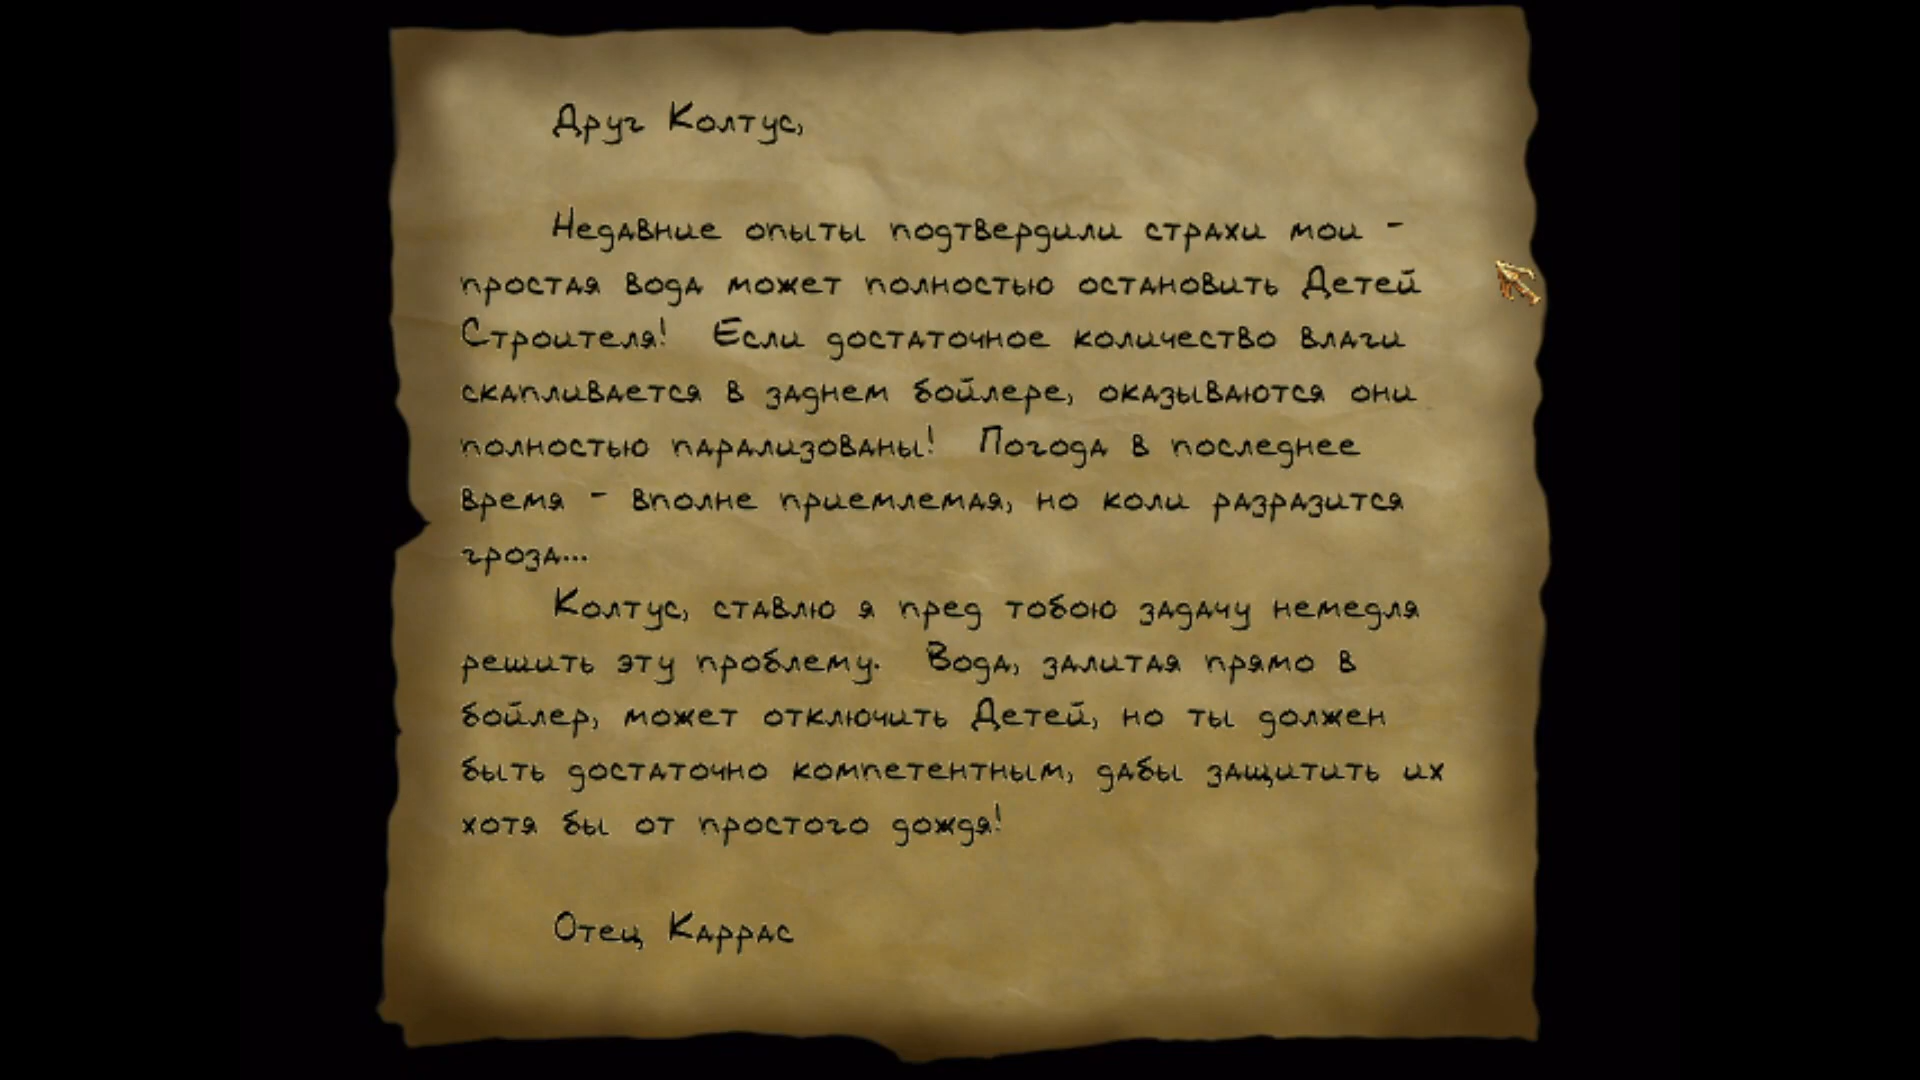 Друг Колтус,
Недавние опыты подтвердили страхи мои -
простая вода может полностью остановить Детей
Строителя! Если достаточное количество влаги
скапливается в заднем бойлере, оказываются они
полностью парализованы! Погода в последнее
время - вполне приемлемая, но коли разразится
гроза...
Колтус, ставлю я пред тобою задачу немедля
решить эту проблему. Вода, залитая прямо в
бойлер, может отключить Детей, но ты должен
быть достаточно компетентным, дабы защитить их
хотя бы от простого дождя!
Отец Каррас